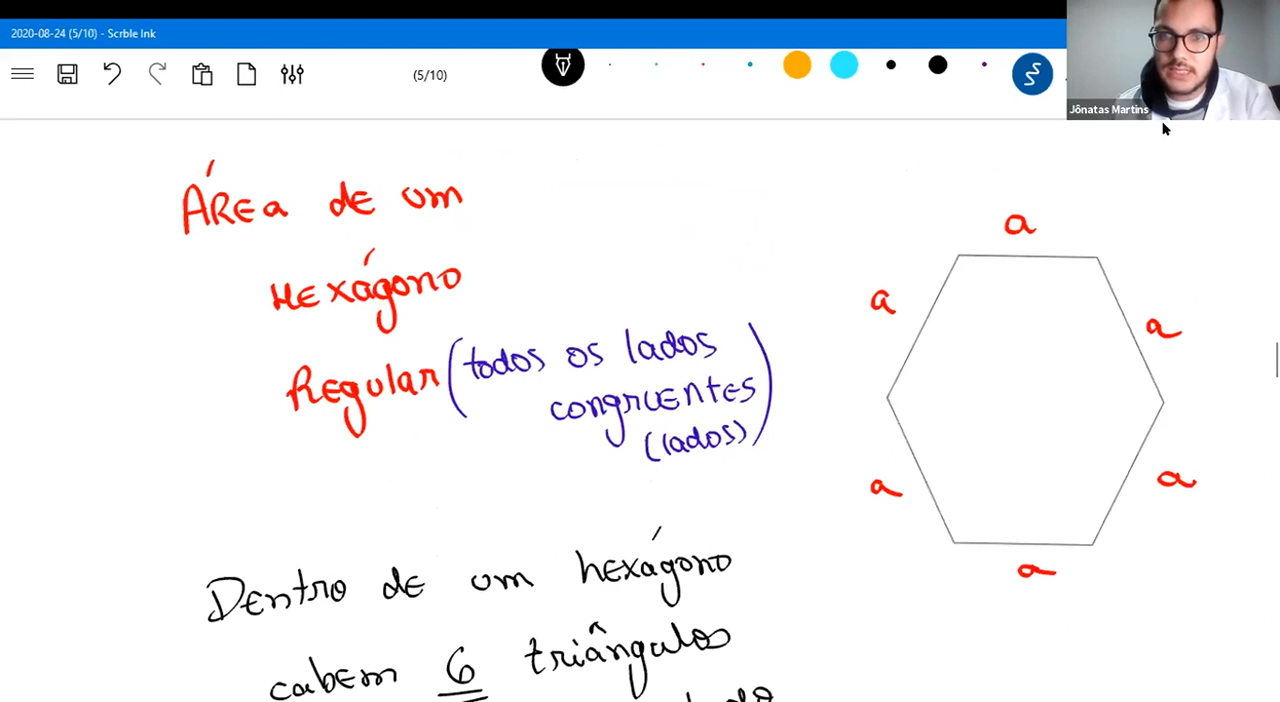 2020-08-24 (5/10) - Scrble Ink
(5/10)
Jônatas Martins
ÁREa dE um
HExágono
REgular (todos os lados
congruEntEs
(lados))
a
a
a
a
a
a
DEntro dE um hExágono
cabEm 6 triângulos